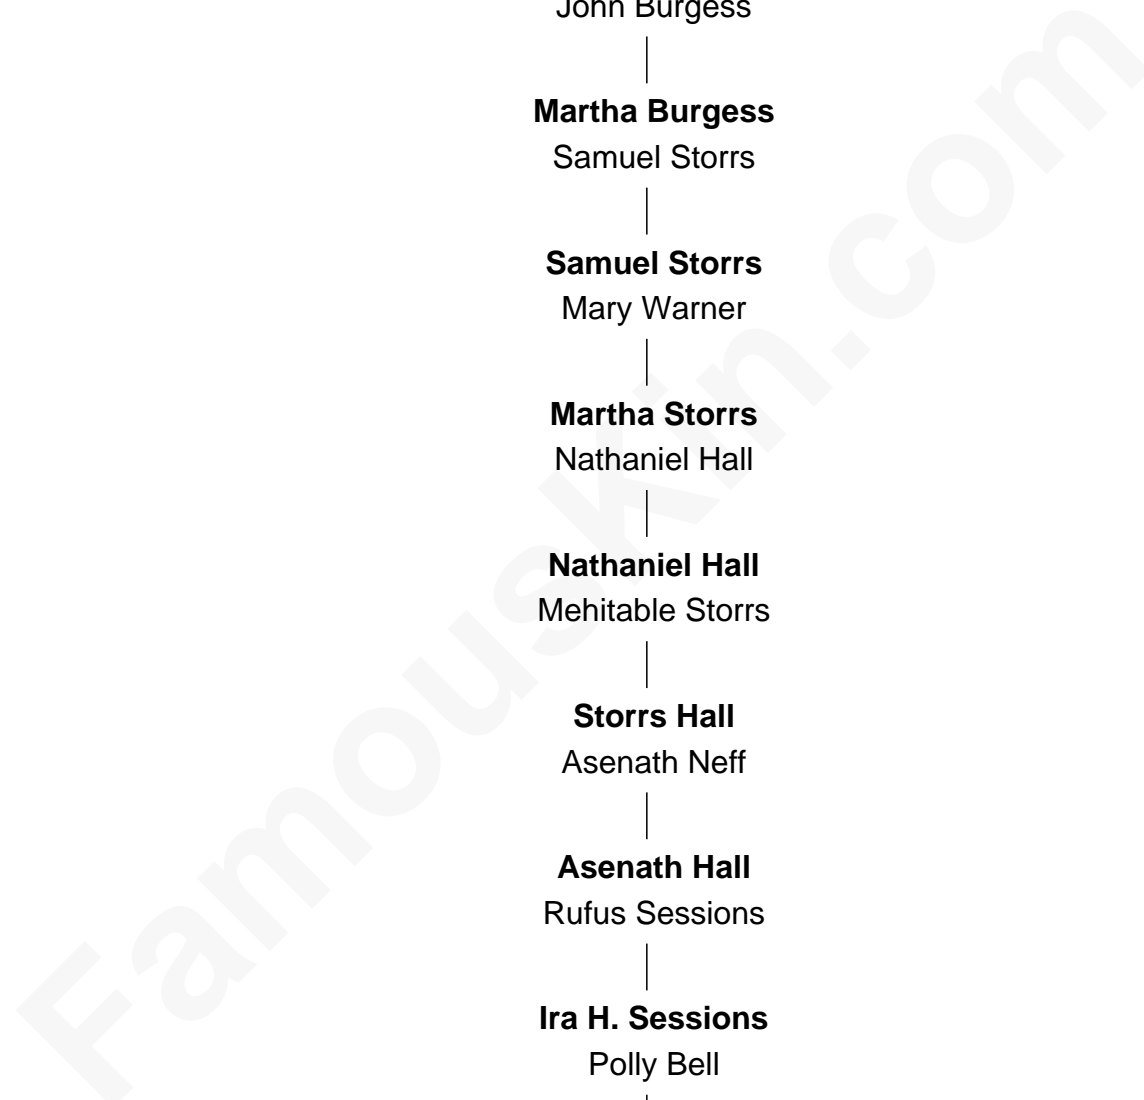 John Burgess
Martha Burgess
Samuel Storrs
Samuel Storrs
Mary Warner
Martha Storrs
Nathaniel Hall
Nathaniel Hall
Mehitable Storrs
Storrs Hall
Asenath Neff
Asenath Hall
Rufus Sessions
Ira H. Sessions
Polly Bell
FamousKin.com